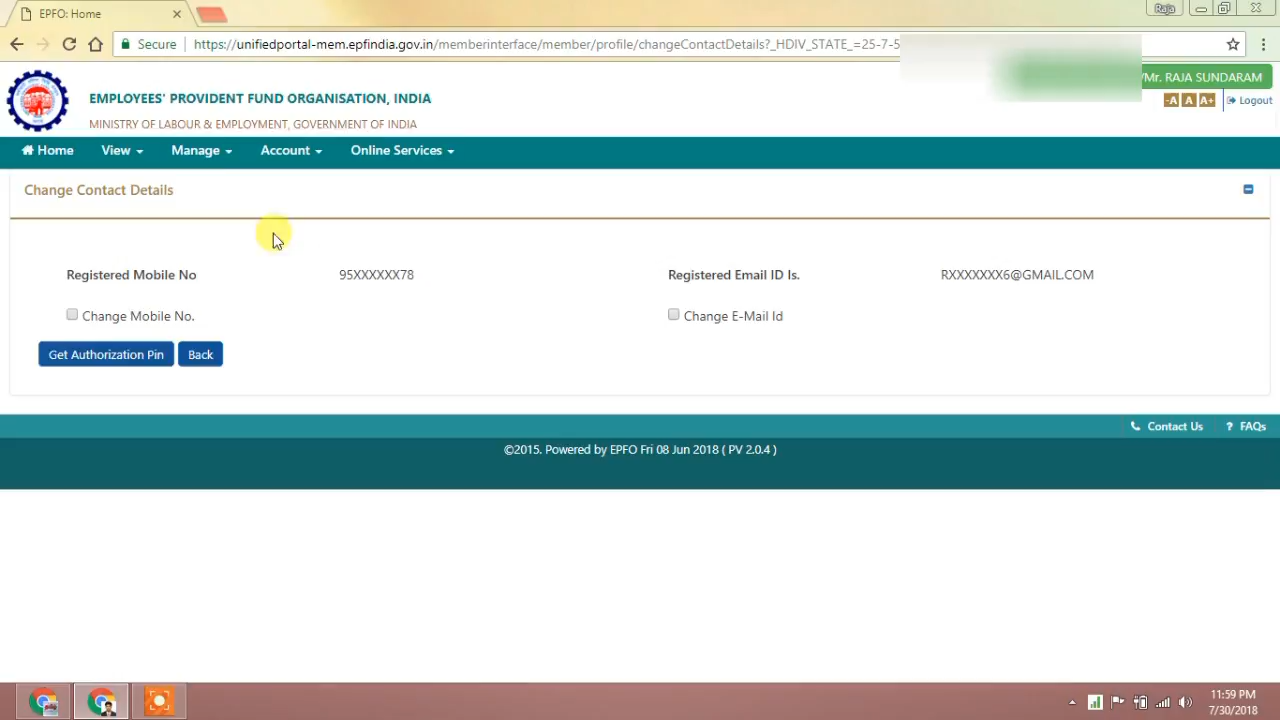 EPFO: Home
Raja
Secure
https://unifiedportal-mem.epfindia.gov.in/memberinterface/member/profile/changeContactDetails?_HDIV_STATE_=25-7-5
EMPLOYEES' PROVIDENT FUND ORGANISATION, INDIA
MINISTRY OF LABOUR & EMPLOYMENT, GOVERNMENT OF INDIA
/Mr. RAJA SUNDARAM
-A A A+ Logout
Home View Manage Account Online Services
Change Contact Details
Registered Mobile No 95XXXXXX78 Registered Email ID Is. RXXXXXXX6@GMAIL.COM
Change Mobile No. Change E-Mail Id
Get Authorization Pin Back
Contact Us ? FAQs
©2015. Powered by EPFO Fri 08 Jun 2018 ( PV 2.0.4 )
11:59 PM
7/30/2018